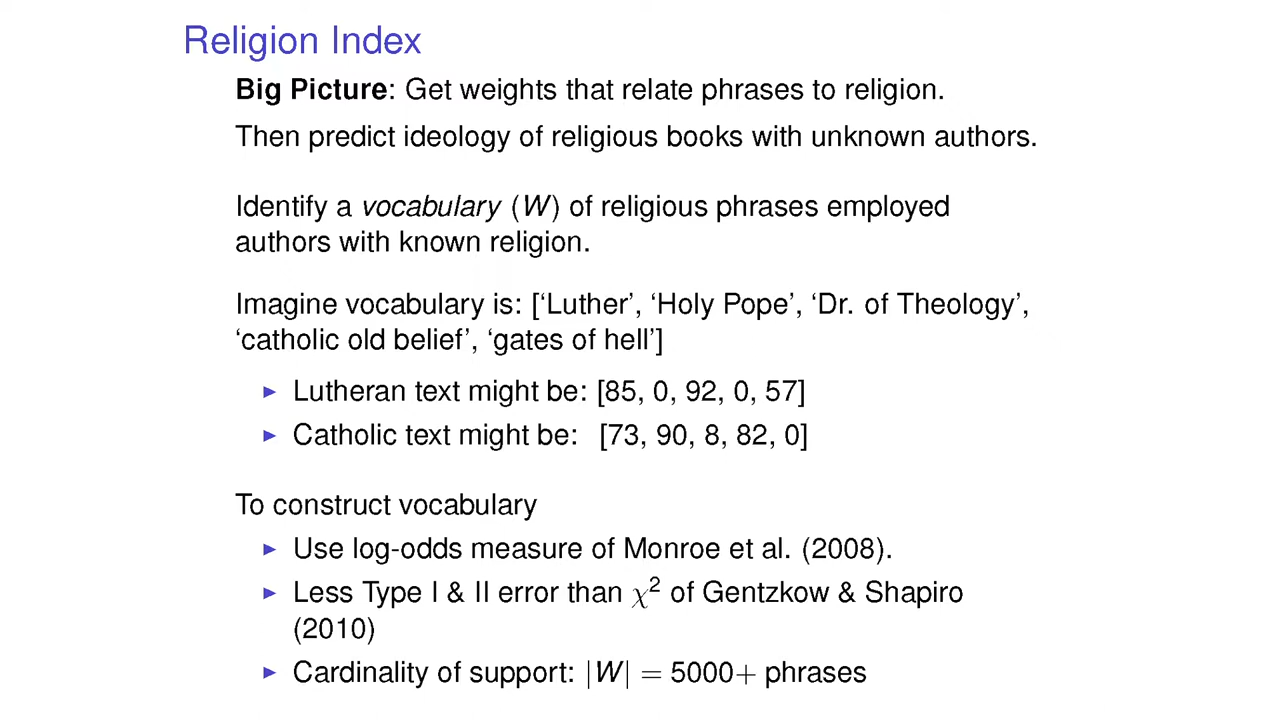 Religion Index
Big Picture: Get weights that relate phrases to religion.
Then predict ideology of religious books with unknown authors.
Identify a vocabulary (W) of religious phrases employed
authors with known religion.
Imagine vocabulary is: [‘Luther’, ‘Holy Pope’, ‘Dr. of Theology’,
‘catholic old belief’, ‘gates of hell’]
▶ Lutheran text might be: [85, 0, 92, 0, 57]
▶ Catholic text might be: [73, 90, 8, 82, 0]
To construct vocabulary
▶ Use log-odds measure of Monroe et al. (2008).
▶ Less Type I & II error than χ² of Gentzkow & Shapiro
(2010)
▶ Cardinality of support: |W| = 5000+ phrases